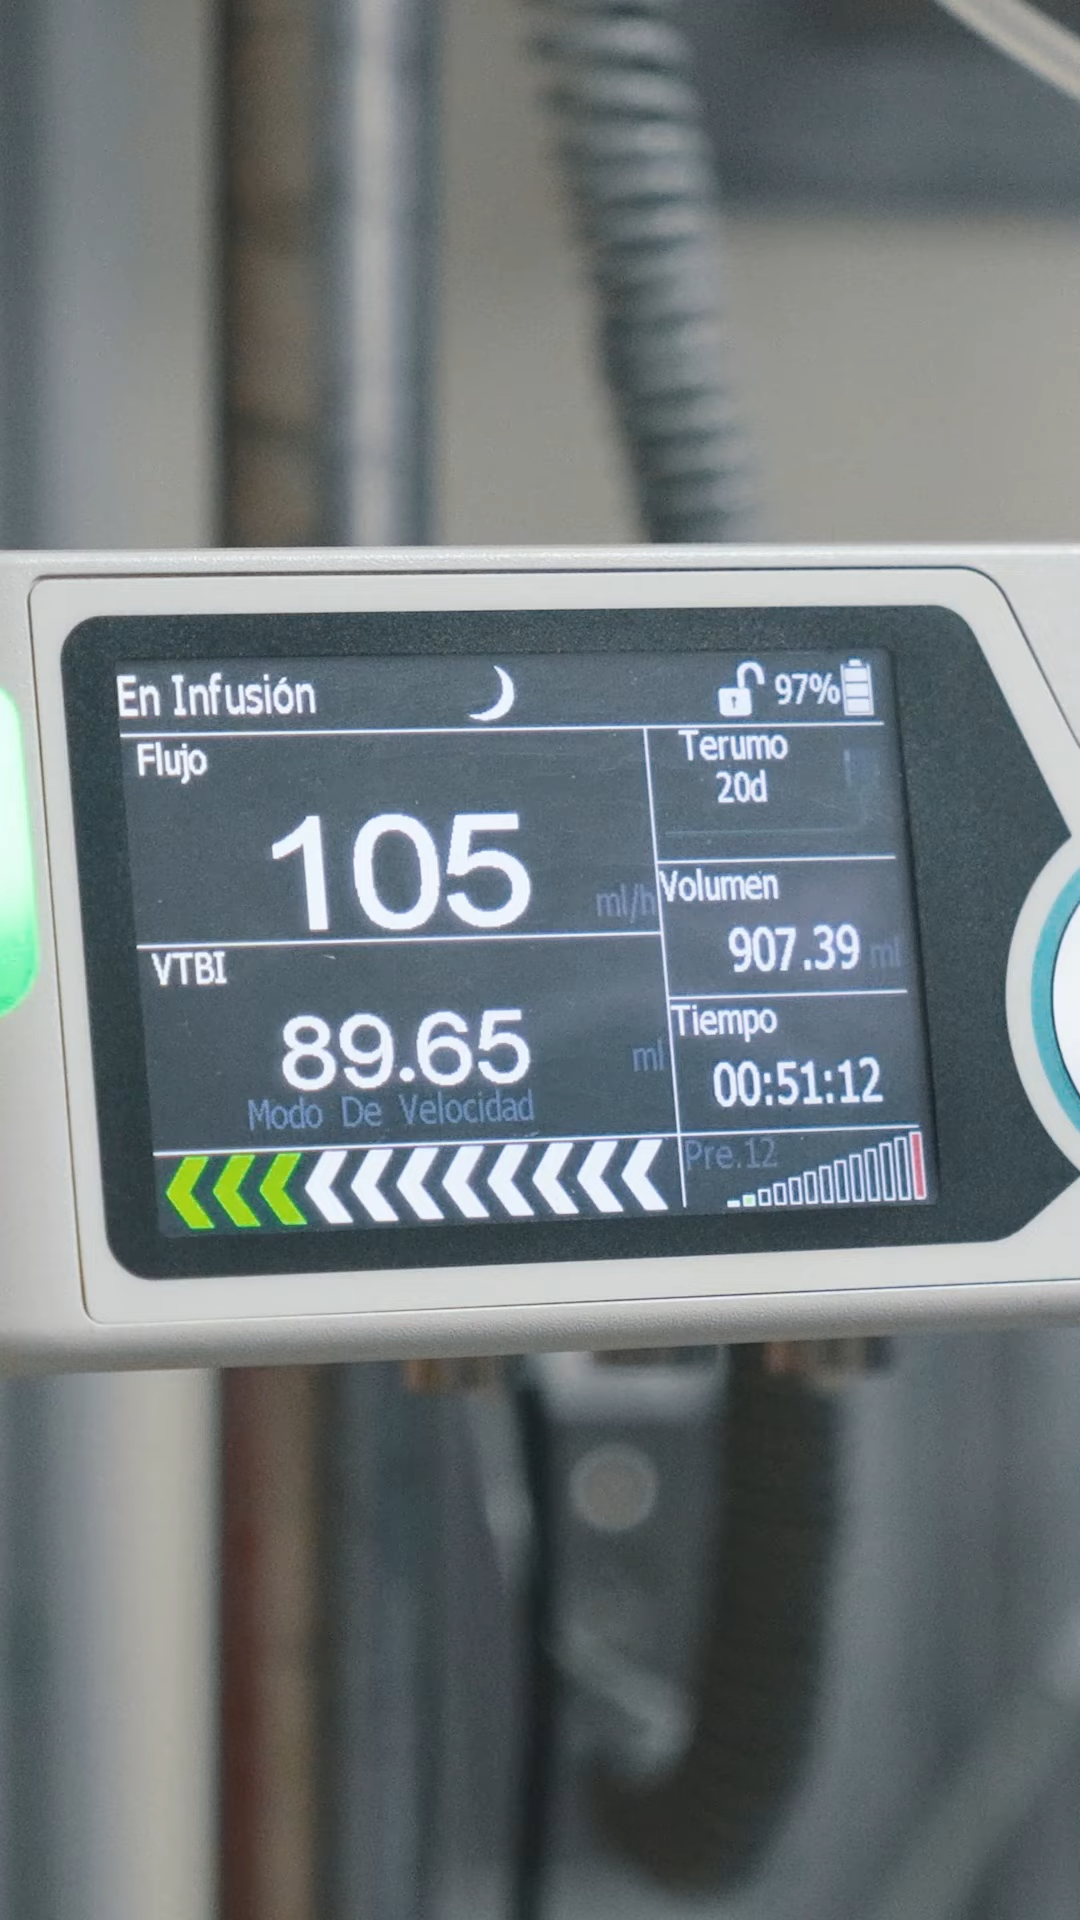 En Infusión
97%
Flujo
105 ml/h
VTBI
89.65 ml
Modo De Velocidad
Terumo
20d
Volumen
907.39 ml
Tiempo
00:51:12
Pre.12